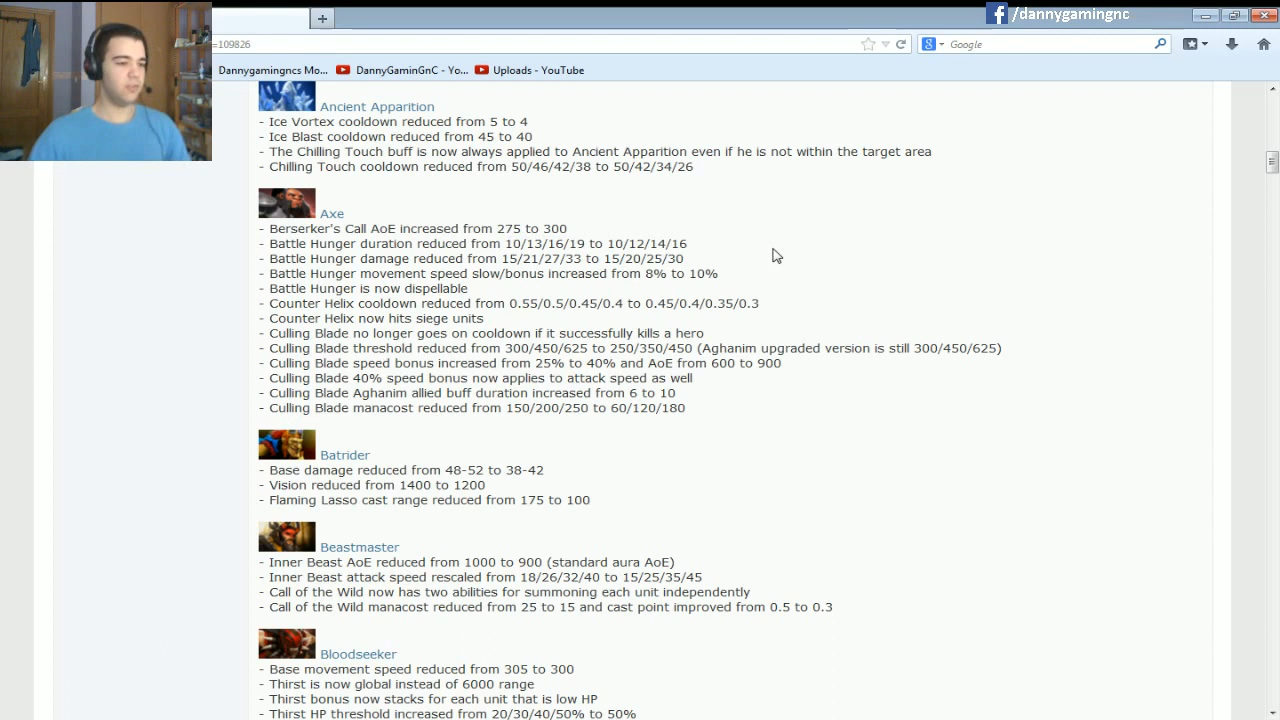 /dannygamingnc
=109826
Google
Dannygamingncs Mo... DannyGaminGnC - Yo... Uploads - YouTube
Ancient Apparition
- Ice Vortex cooldown reduced from 5 to 4
- Ice Blast cooldown reduced from 45 to 40
- The Chilling Touch buff is now always applied to Ancient Apparition even if he is not within the target area
- Chilling Touch cooldown reduced from 50/46/42/38 to 50/42/34/26
Axe
- Berserker's Call AoE increased from 275 to 300
- Battle Hunger duration reduced from 10/13/16/19 to 10/12/14/16
- Battle Hunger damage reduced from 15/21/27/33 to 15/20/25/30
- Battle Hunger movement speed slow/bonus increased from 8% to 10%
- Battle Hunger is now dispellable
- Counter Helix cooldown reduced from 0.55/0.5/0.45/0.4 to 0.45/0.4/0.35/0.3
- Counter Helix now hits siege units
- Culling Blade no longer goes on cooldown if it successfully kills a hero
- Culling Blade threshold reduced from 300/450/625 to 250/350/450 (Aghanim upgraded version is still 300/450/625)
- Culling Blade speed bonus increased from 25% to 40% and AoE from 600 to 900
- Culling Blade 40% speed bonus now applies to attack speed as well
- Culling Blade Aghanim allied buff duration increased from 6 to 10
- Culling Blade manacost reduced from 150/200/250 to 60/120/180
Batrider
- Base damage reduced from 48-52 to 38-42
- Vision reduced from 1400 to 1200
- Flaming Lasso cast range reduced from 175 to 100
Beastmaster
- Inner Beast AoE reduced from 1000 to 900 (standard aura AoE)
- Inner Beast attack speed rescaled from 18/26/32/40 to 15/25/35/45
- Call of the Wild now has two abilities for summoning each unit independently
- Call of the Wild manacost reduced from 25 to 15 and cast point improved from 0.5 to 0.3
Bloodseeker
- Base movement speed reduced from 305 to 300
- Thirst is now global instead of 6000 range
- Thirst bonus now stacks for each unit that is low HP
- Thirst HP threshold increased from 20/30/40/50% to 50%